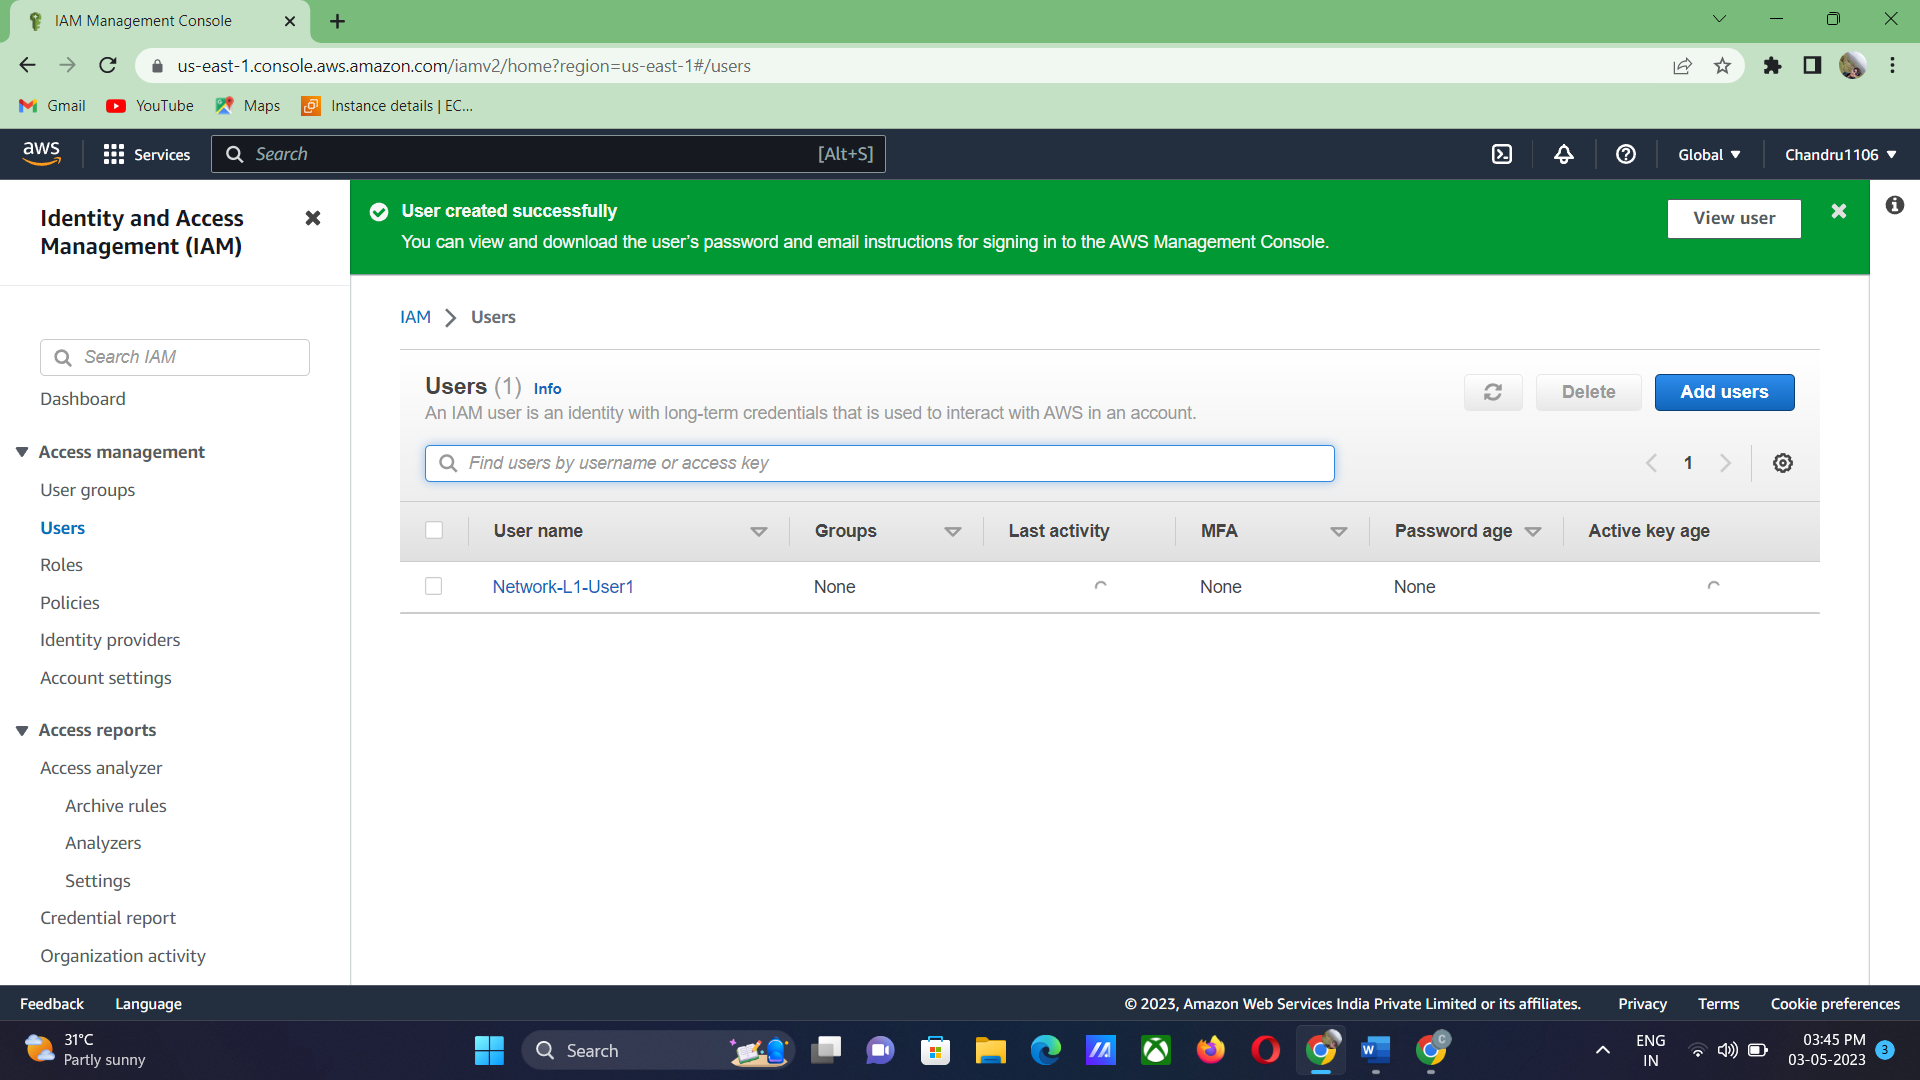 IAM Management Console
us-east-1.console.aws.amazon.com/iamv2/home?region=us-east-1#/users
Gmail YouTube Maps Instance details | EC...
aws Services Search [Alt+S] Global Chandru1106
Identity and Access
Management (IAM)
Search IAM
Dashboard
Access management
User groups
Users
Roles
Policies
Identity providers
Account settings
Access reports
Access analyzer
Archive rules
Analyzers
Settings
Credential report
Organization activity
User created successfully
You can view and download the user's password and email instructions for signing in to the AWS Management Console.
View user
IAM Users
Users (1) Info
An IAM user is an identity with long-term credentials that is used to interact with AWS in an account.
Delete Add users
Find users by username or access key
1
User name Groups Last activity MFA Password age Active key age
Network-L1-User1 None None None
Feedback Language © 2023, Amazon Web Services India Private Limited or its affiliates. Privacy Terms Cookie preferences
31°C
Partly sunny
Search
W
C
ENG
IN
03:45 PM
03-05-2023
3